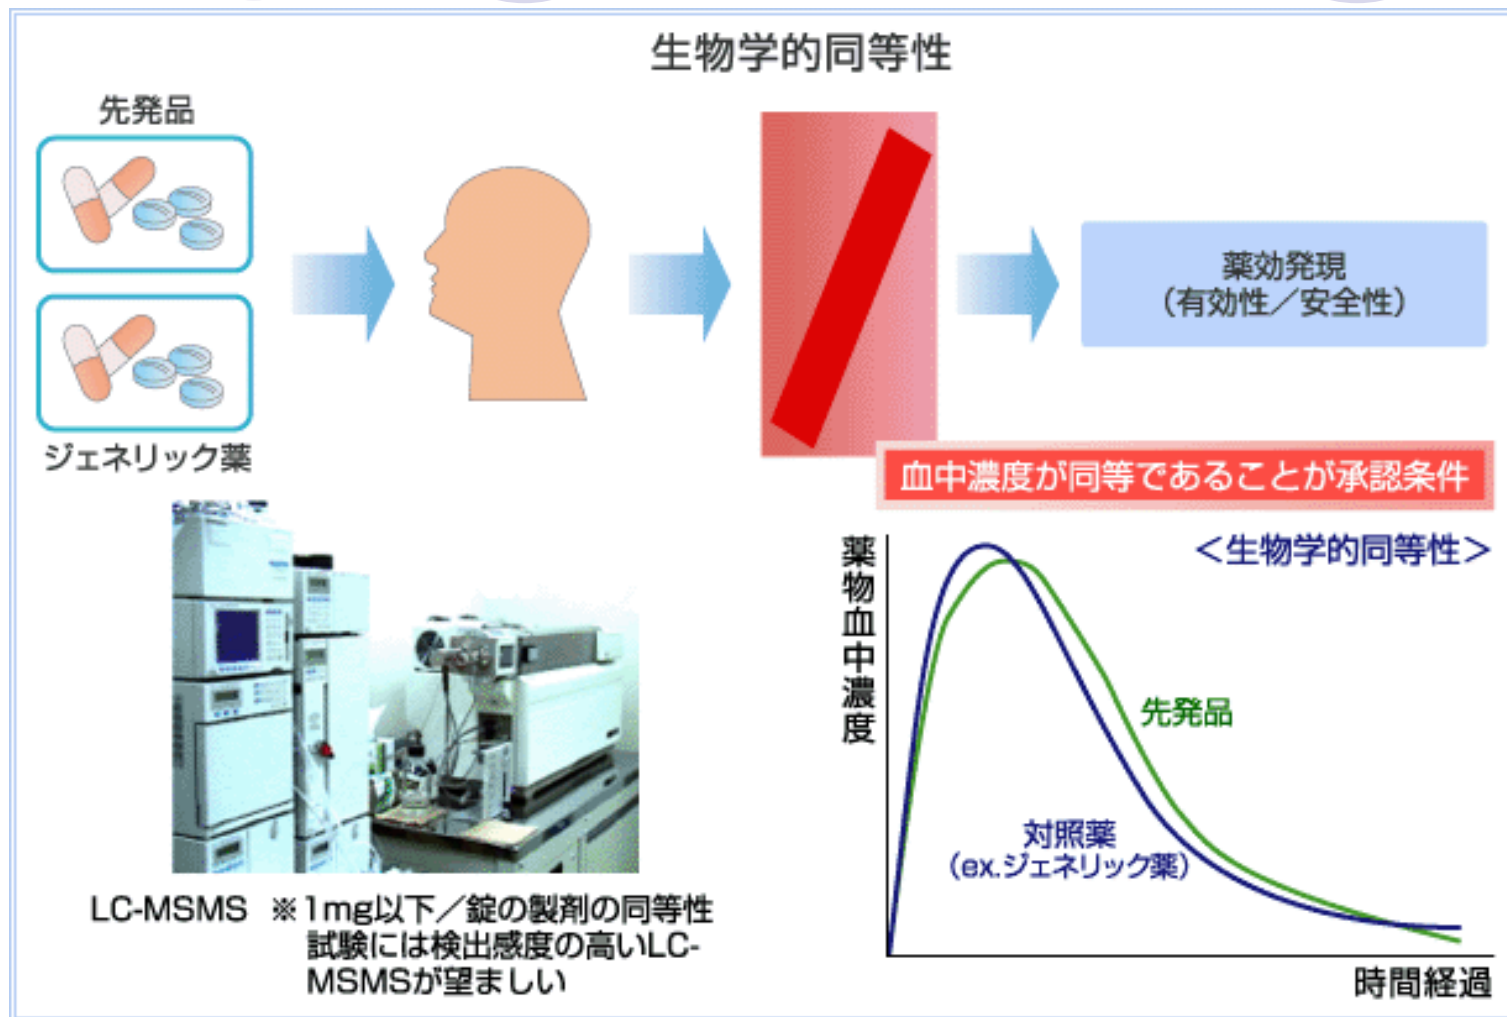 生物学的同等性
先発品
ジェネリック薬
薬効発現
（有効性／安全性）
血中濃度が同等であることが承認条件
LC-MSMS ※1mg以下／錠の製剤の同等性
試験には検出感度の高いLC-
MSMSが望ましい
＜生物学的同等性＞
薬物血中濃度
先発品
対照薬
（ex.ジェネリック薬）
時間経過